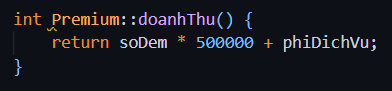 int Premium::doanhThu() {
    return soDem * 500000 + phiDichVu;
}